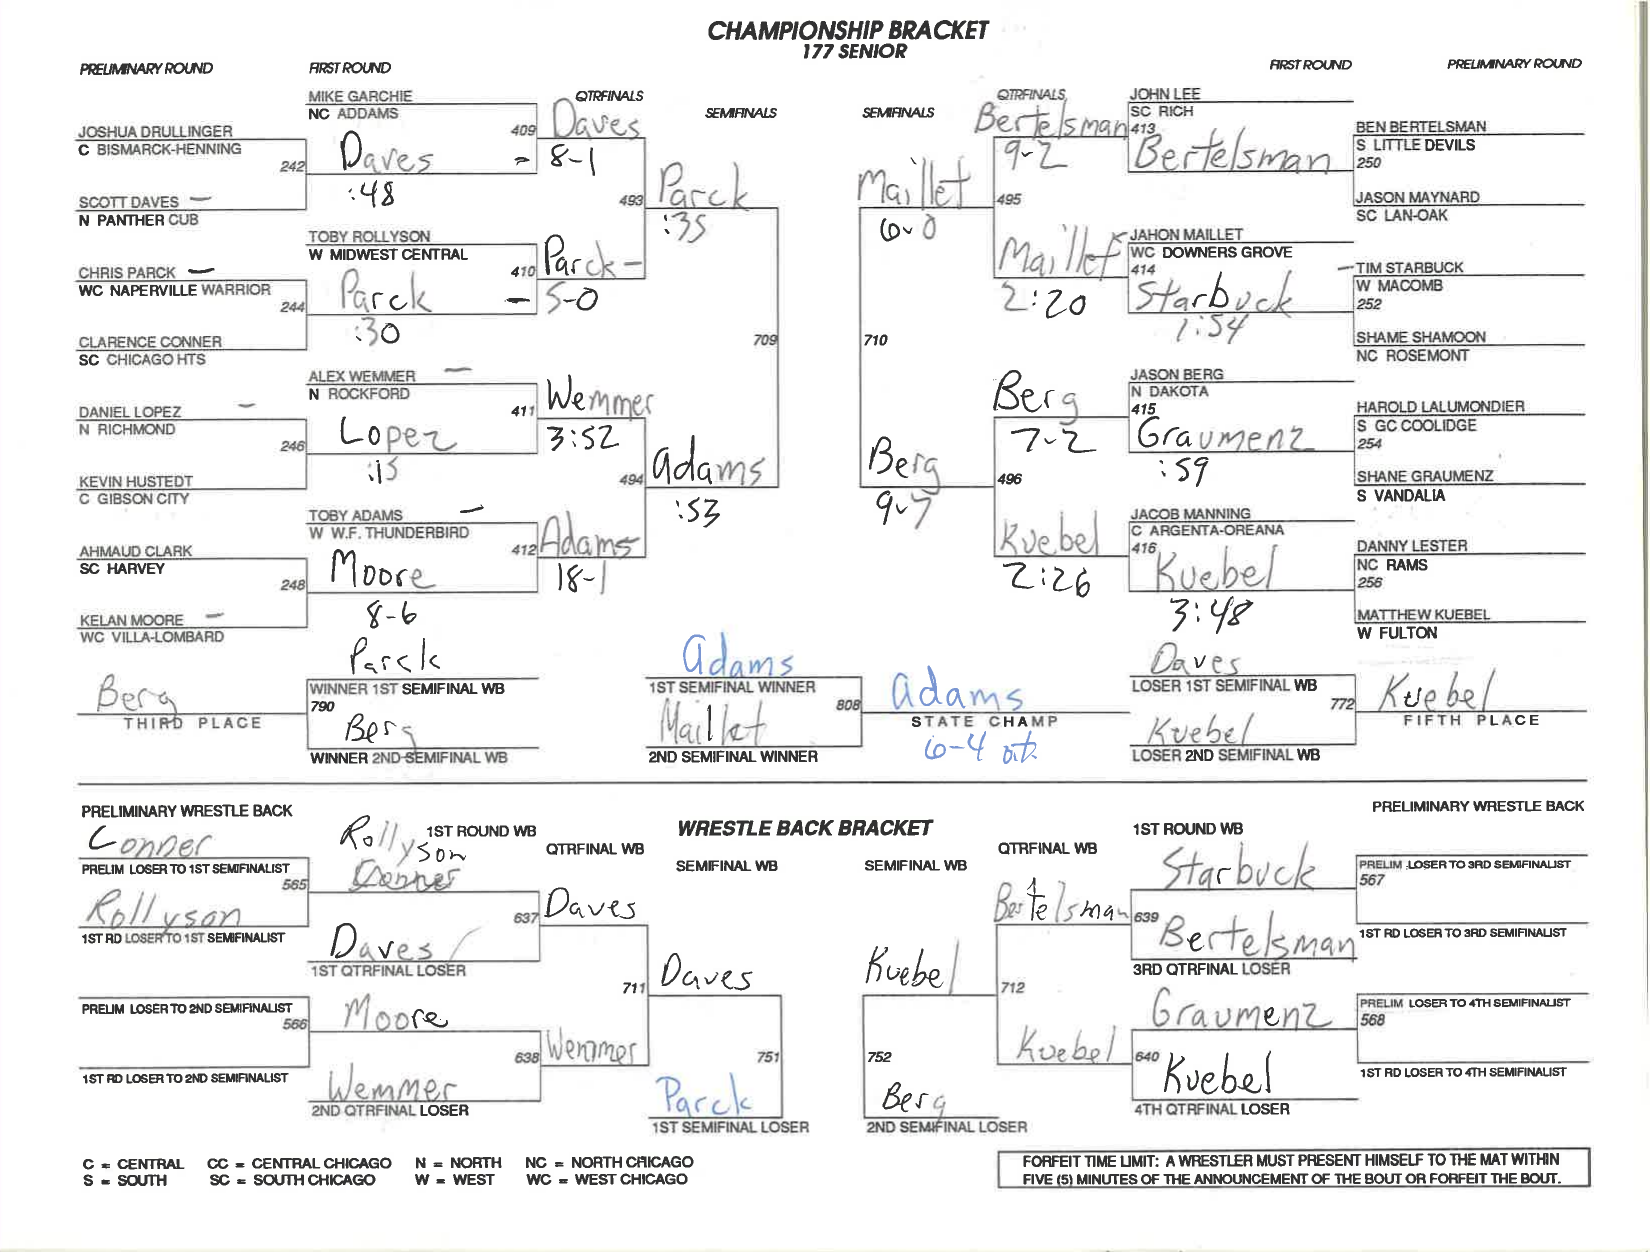 CHAMPIONSHIP BRACKET
177 SENIOR
PRELIMINARY ROUND
FIRST ROUND
QTRFINALS
SEMIFINALS
SEMIFINALS
QTRFINALS
FIRST ROUND
PRELIMINARY ROUND
JOSHUA DRULLINGER
C BISMARCK-HENNING
242
SCOTT DAVES
N PANTHER CUB
CHRIS PARCK
WC NAPERVILLE WARRIOR
244
CLARENCE CONNER
SC CHICAGO HTS
DANIEL LOPEZ
N RICHMOND
246
KEVIN HUSTEDT
C GIBSON CITY
AHMAUD CLARK
SC HARVEY
248
KELAN MOORE
WC VILLA-LOMBARD
MIKE GARCHIE
NC ADDAMS
409
Daves
:48
TOBY ROLLYSON
W MIDWEST CENTRAL
410
Parck
:30
ALEX WEMMER
N ROCKFORD
411
Lopez
:15
TOBY ADAMS
W W.F. THUNDERBIRD
412
Moore
8-6
Daves
8-1
493
Parck
5-0
Wemmer
3:52
494
Adams
18-1
Parck
:35
709
Adams
:53
Maillet
6-0
710
Berg
9-7
Bertelsman
9-2
495
Maillet
2:20
Berg
7-2
496
Kuebel
2:26
JOHN LEE
SC RICH
413
Bertelsman
JAHON MAILLET
WC DOWNERS GROVE
414
Starbuck
1:54
JASON BERG
N DAKOTA
415
Graumenz
:59
JACOB MANNING
C ARGENTA-OREANA
416
Kuebel
3:48
BEN BERTELSMAN
S LITTLE DEVILS
250
JASON MAYNARD
SC LAN-OAK
TIM STARBUCK
W MACOMB
252
SHAME SHAMOON
NC ROSEMONT
HAROLD LALUMONDIER
S GC COOLIDGE
254
SHANE GRAUMENZ
S VANDALIA
DANNY LESTER
NC RAMS
256
MATTHEW KUEBEL
W FULTON
Berg
THIRD PLACE
Parck
WINNER 1ST SEMIFINAL WB
790
Berg
WINNER 2ND SEMIFINAL WB
Adams
1ST SEMIFINAL WINNER
808
Maillet
2ND SEMIFINAL WINNER
Adams
STATE CHAMP
6-4 ot.
Daves
LOSER 1ST SEMIFINAL WB
772
Kuebel
LOSER 2ND SEMIFINAL WB
Kuebel
FIFTH PLACE
WRESTLE BACK BRACKET
PRELIMINARY WRESTLE BACK
1ST ROUND WB
QTRFINAL WB
SEMIFINAL WB
SEMIFINAL WB
QTRFINAL WB
1ST ROUND WB
PRELIMINARY WRESTLE BACK
Conner
PRELIM LOSER TO 1ST SEMIFINALIST
565
Rollyson
1ST RD LOSER TO 1ST SEMIFINALIST
PRELIM LOSER TO 2ND SEMIFINALIST
566
1ST RD LOSER TO 2ND SEMIFINALIST
Rollyson
Conner
637
Daves
1ST QTRFINAL LOSER
Moore
638
Wemmer
2ND QTRFINAL LOSER
Daves
711
Wemmer
Daves
751
Parck
1ST SEMIFINAL LOSER
Kuebel
752
Berg
2ND SEMIFINAL LOSER
Bertelsman
712
Kuebel
Starbuck
639
Bertelsman
3RD QTRFINAL LOSER
Graumenz
640
Kuebel
4TH QTRFINAL LOSER
PRELIM LOSER TO 3RD SEMIFINALIST
567
1ST RD LOSER TO 3RD SEMIFINALIST
PRELIM LOSER TO 4TH SEMIFINALIST
568
1ST RD LOSER TO 4TH SEMIFINALIST
C = CENTRAL CC = CENTRAL CHICAGO N = NORTH NC = NORTH CHICAGO
S = SOUTH SC = SOUTH CHICAGO W = WEST WC = WEST CHICAGO
FORFEIT TIME LIMIT: A WRESTLER MUST PRESENT HIMSELF TO THE MAT WITHIN
FIVE (5) MINUTES OF THE ANNOUNCEMENT OF THE BOUT OR FORFEIT THE BOUT.